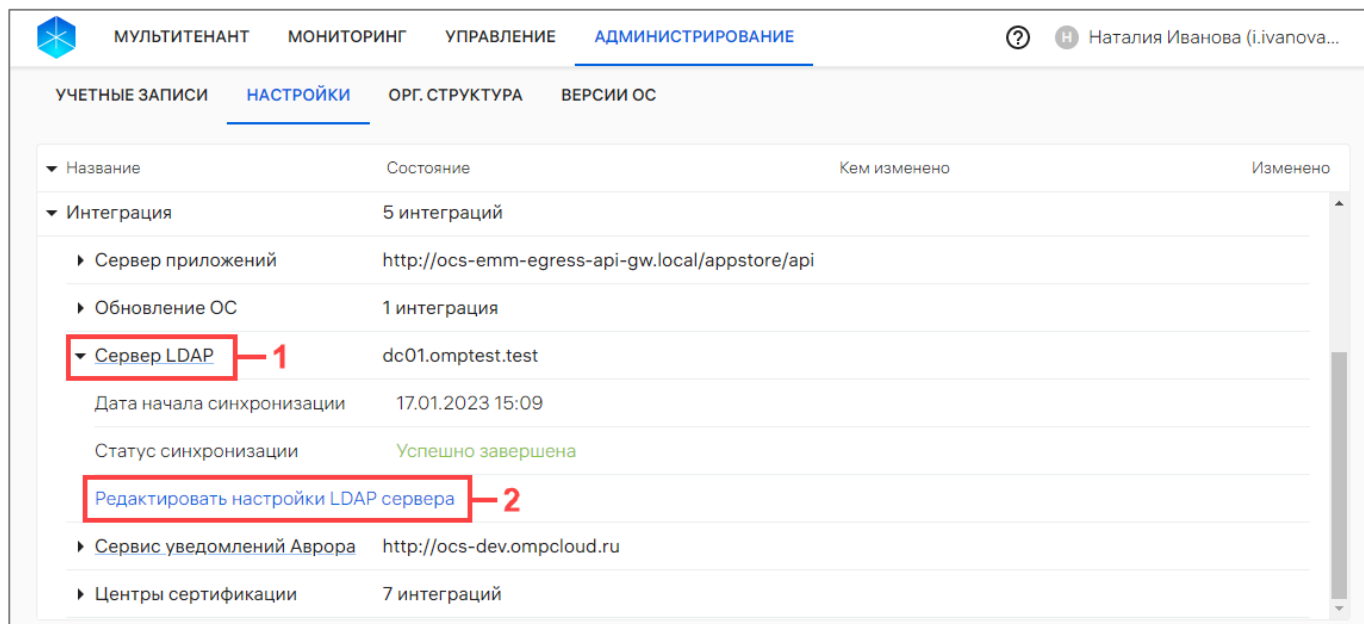 МУЛЬТИТЕНАНТ МОНИТОРИНГ УПРАВЛЕНИЕ АДМИНИСТРИРОВАНИЕ ? Н Наталия Иванова (i.ivanova...
УЧЕТНЫЕ ЗАПИСИ НАСТРОЙКИ ОРГ. СТРУКТУРА ВЕРСИИ ОС
Название Состояние Кем изменено Изменено
Интеграция 5 интеграций
Сервер приложений http://ocs-emm-egress-api-gw.local/appstore/api
Обновление ОС 1 интеграция
Сервер LDAP 1 dc01.omptest.test
Дата начала синхронизации 17.01.2023 15:09
Статус синхронизации Успешно завершена
Редактировать настройки LDAP сервера 2
Сервис уведомлений Аврора http://ocs-dev.ompcloud.ru
Центры сертификации 7 интеграций